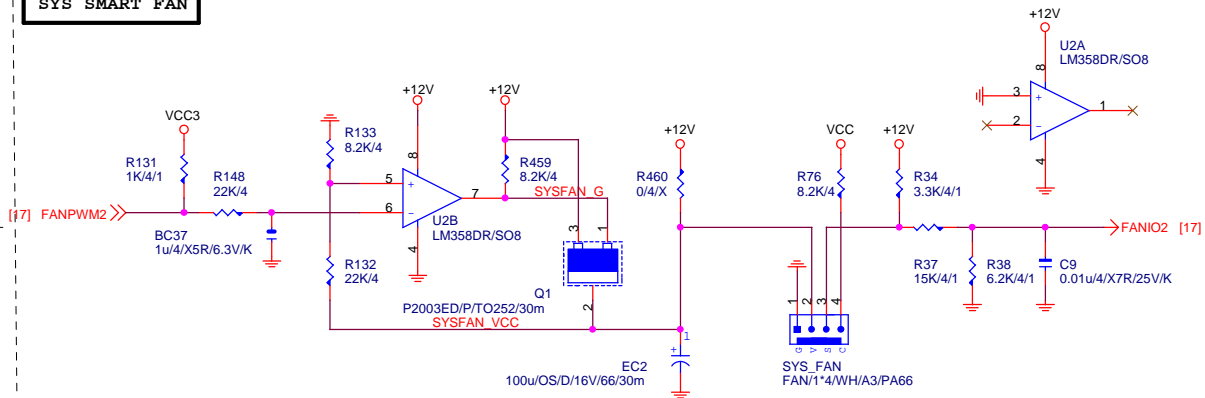 SYS SMART FAN
+12V
U2A
LM358DR/SO8
8
3
+
1
2
−
4
+12V
+12V
VCC3
R133
8.2K/4
8
R131
1K/4/1
R148
22K/4
R459
8.2K/4
5
+
7
SYSFAN_G
6
−
U2B
LM358DR/SO8
4
3
1
[17] FANPWM2
BC37
1u/4/X5R/6.3V/K
R132
22K/4
Q1
2
P2003ED/P/TO252/30m
SYSFAN_VCC
+12V
VCC
+12V
R460
0/4/X
R76
8.2K/4
R34
3.3K/4/1
FANIO2 [17]
R37
15K/4/1
R38
6.2K/4/1
C9
0.01u/4/X7R/25V/K
1
2
3
4
G
V
S
C
1
+
EC2
100u/OS/D/16V/66/30m
SYS_FAN
FAN/1*4/WH/A3/PA66